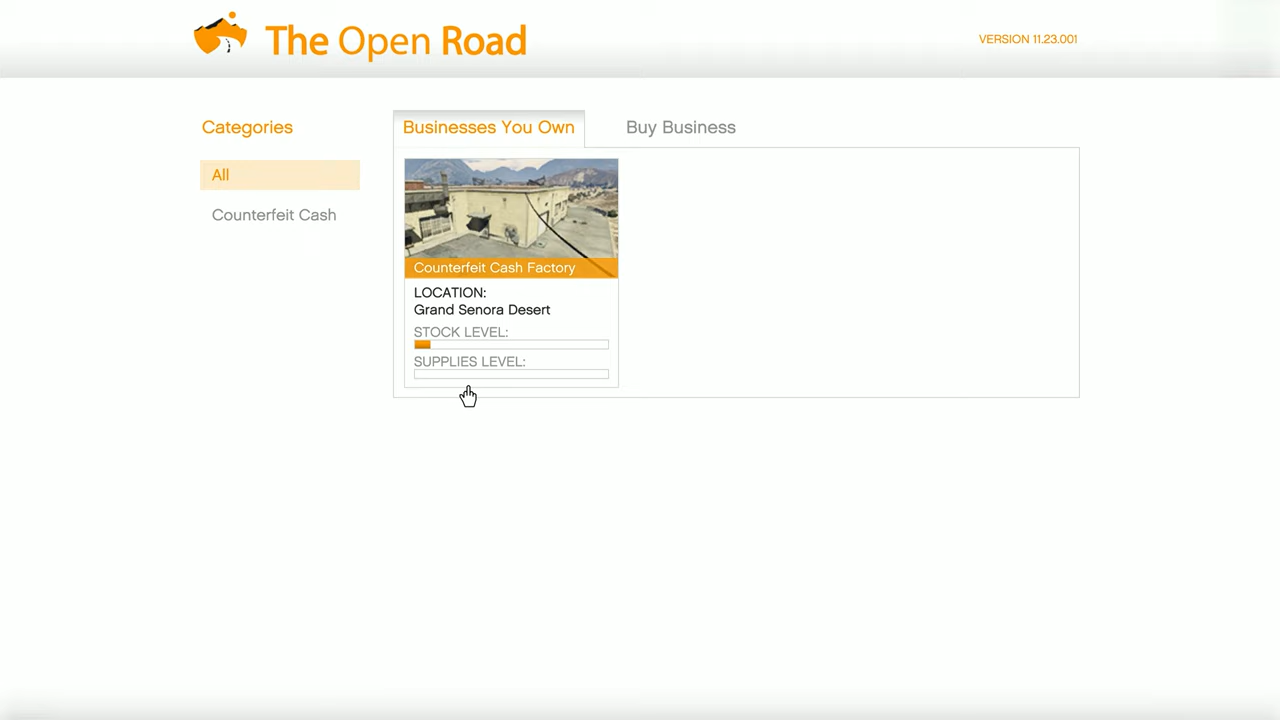 The Open Road
VERSION 11.23.001
Categories
All
Counterfeit Cash
Businesses You Own
Buy Business
Counterfeit Cash Factory
LOCATION:
Grand Senora Desert
STOCK LEVEL:
SUPPLIES LEVEL: